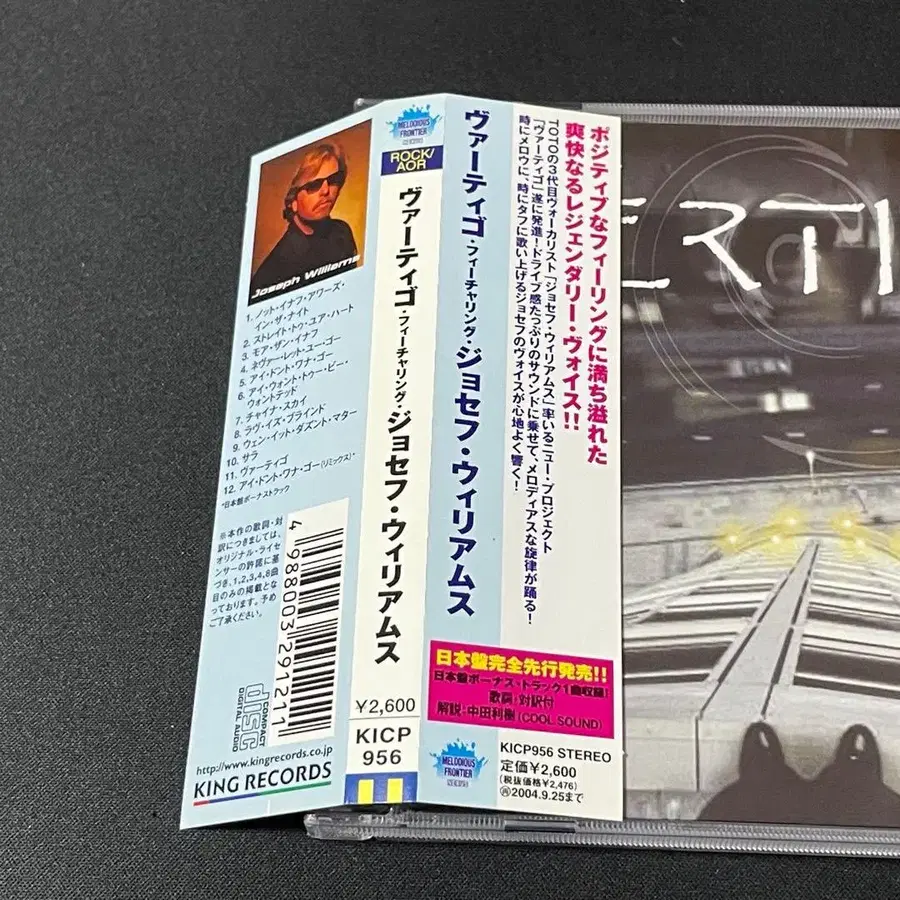 Joseph Williams
1. ノット・イナフ・アワーズ・
イン・ザ・ナイト
2. ストレイト・トゥ・ユア・ハート
3. モア・ザン・イナフ
4. ネヴァー・レット・ユー・ゴー
5. アイ・ドント・ワナ・ゴー
6. アイ・ウォント・トゥー・ビー・
ウォンテッド
7. チャイナ・スカイ
8. ラヴ・イズ・ブラインド
9. ウェン・イット・ダズント・マター
10. サラ
11. ヴァーティゴ
12. アイ・ドント・ワナ・ゴー(リミックス)*
*日本盤ボーナストラック
※本作の歌詞・対
訳につきましては、
オリジナル・ライセ
ンサーの許諾に基
づき、1,2,3,4,8曲
目のみの掲載とな
っております。予め
ご了承ください。
4 988003 291211
COMPACT
disc
DIGITAL AUDIO
http://www.kingrecords.co.jp
KING RECORDS
MELODIOUS
FRONTIER
ROCK/
AOR
ヴァーティゴ・フィーチャリング・ジョセフ・ウィリアムス
¥2,600
KICP
956
ヴァーティゴ・フィーチャリング・ジョセフ・ウィリアムス
MELODIOUS
FRONTIER
ポジティブなフィーリングに満ち溢れた
爽快なるレジェンダリー・ヴォイス!!
TOTOの3代目ヴォーカリスト「ジョセフ・ウィリアムス」率いるニュー・プロジェクト
「ヴァーティゴ」遂に発進!ドライブ感たっぷりのサウンドに乗せて、メロディアスな旋律が踊る!
時にメロウに、時にタフに歌い上げるジョセフのヴォイスが心地よく響く!
日本盤完全先行発売!!
日本盤ボーナス・トラック1曲収録!
歌詞・対訳付
解説:中田利樹(COOL SOUND)
KICP956 STEREO
定価¥2,600
(税抜価格¥2,476)
㋫2004.9.25まで
ERTI